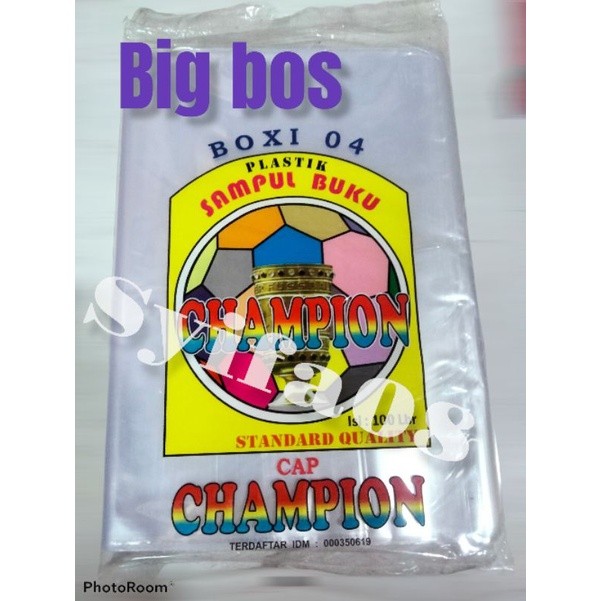 Big bos
BOXI 04
PLASTIK
SAMPUL BUKU
CHAMPION
Syifa0s
Isi : 100 Lbr
STANDARD QUALITY
CAP
CHAMPION
TERDAFTAR IDM : 000350619
PhotoRoom